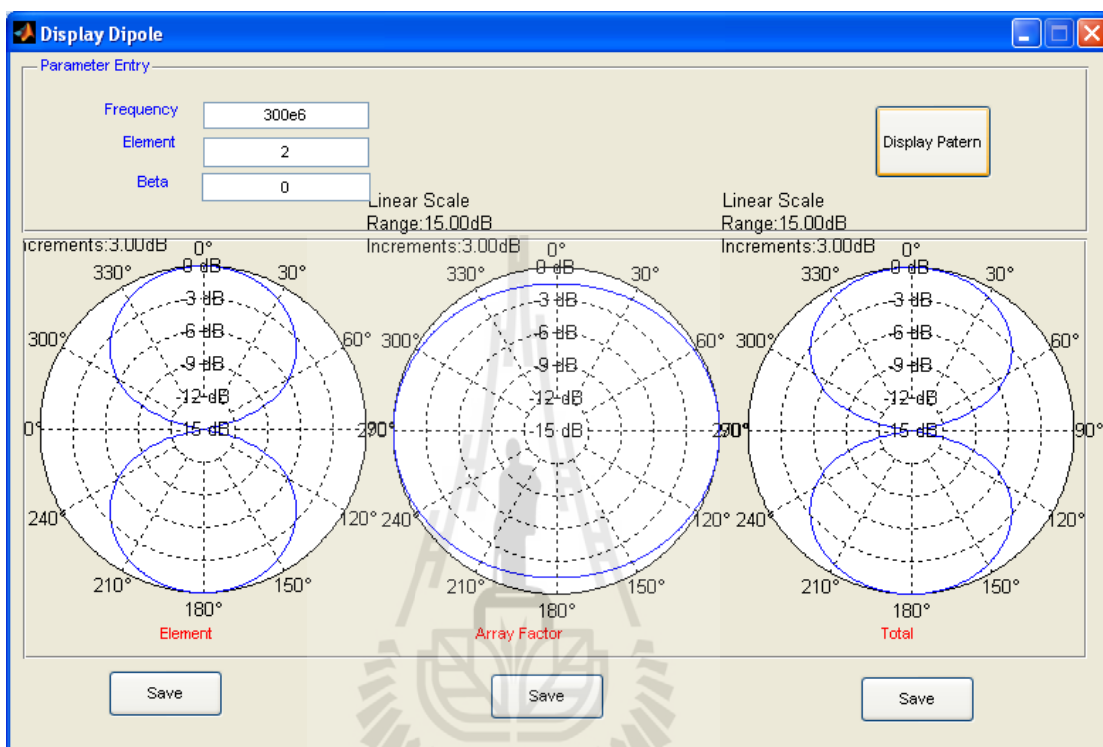 Display Dipole
Parameter Entry
Frequency
300e6
Element
2
Beta
0
Display Patern
Linear Scale
Range:15.00dB
Increments:3.00dB
Linear Scale
Range:15.00dB
Increments:3.00dB
crements:3.00dB
0°
330°
30°
300°
60°
0°
270°
240°
120°
210°
150°
180°
0 dB
-3 dB
-6 dB
-9 dB
-12 dB
-15 dB
Element
0°
330°
30°
300°
60°
90°
240°
120°
210°
150°
180°
0 dB
-3 dB
-6 dB
-9 dB
-12 dB
-15 dB
Array Factor
0°
330°
30°
300°
60°
270°
90°
240°
120°
210°
150°
180°
0 dB
-3 dB
-6 dB
-9 dB
-12 dB
-15 dB
Total
Save
Save
Save